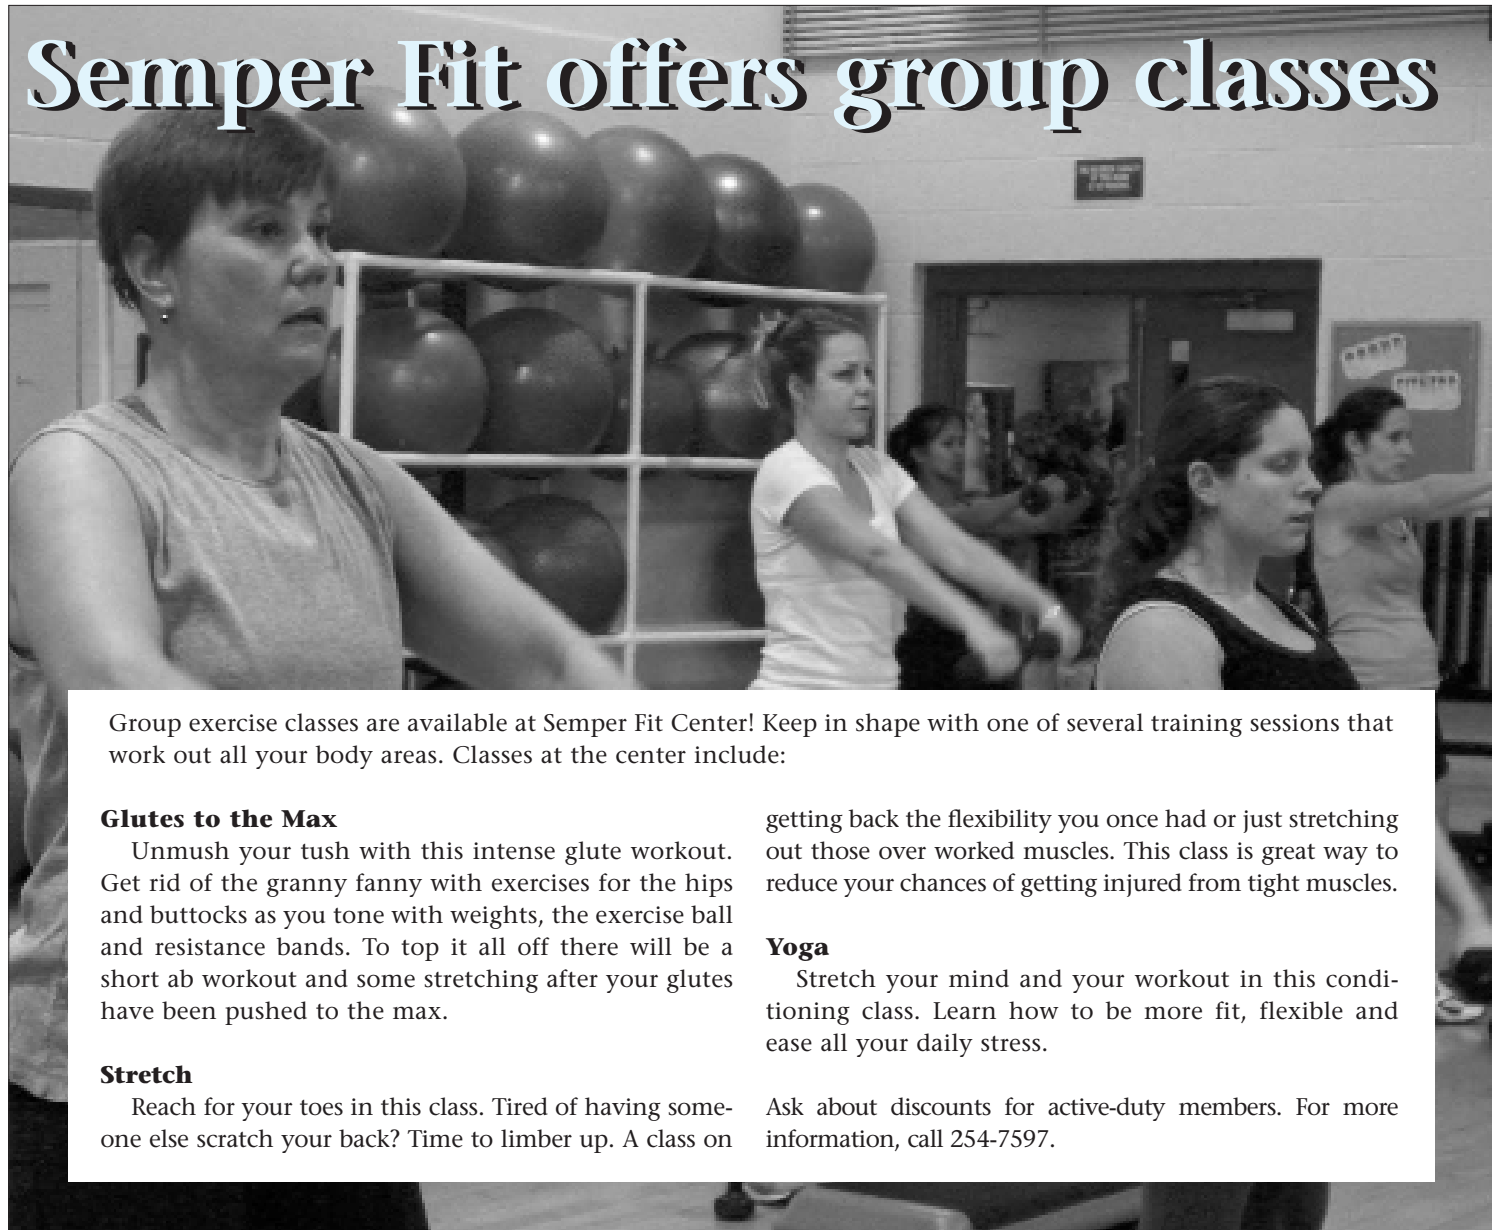 Semper Fit offers group classes
Group exercise classes are available at Semper Fit Center! Keep in shape with one of several training sessions that
work out all your body areas. Classes at the center include:
Glutes to the Max
Unmush your tush with this intense glute workout.
Get rid of the granny fanny with exercises for the hips
and buttocks as you tone with weights, the exercise ball
and resistance bands. To top it all off there will be a
short ab workout and some stretching after your glutes
have been pushed to the max.
Stretch
Reach for your toes in this class. Tired of having some-
one else scratch your back? Time to limber up. A class on
getting back the flexibility you once had or just stretching
out those over worked muscles. This class is great way to
reduce your chances of getting injured from tight muscles.
Yoga
Stretch your mind and your workout in this condi-
tioning class. Learn how to be more fit, flexible and
ease all your daily stress.
Ask about discounts for active-duty members. For more
information, call 254-7597.